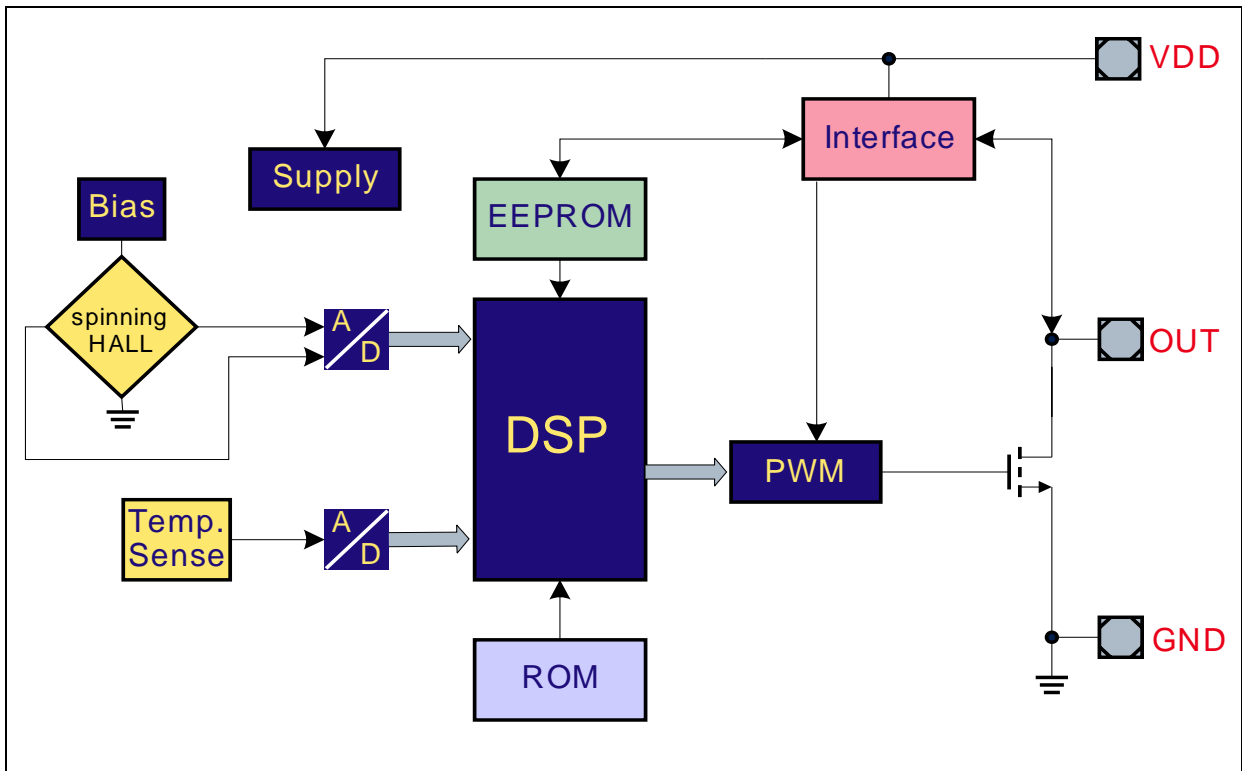 VDD
Interface
Supply
Bias
EEPROM
spinning
HALL
A
D
OUT
DSP
PWM
Temp.
Sense
A
D
GND
ROM